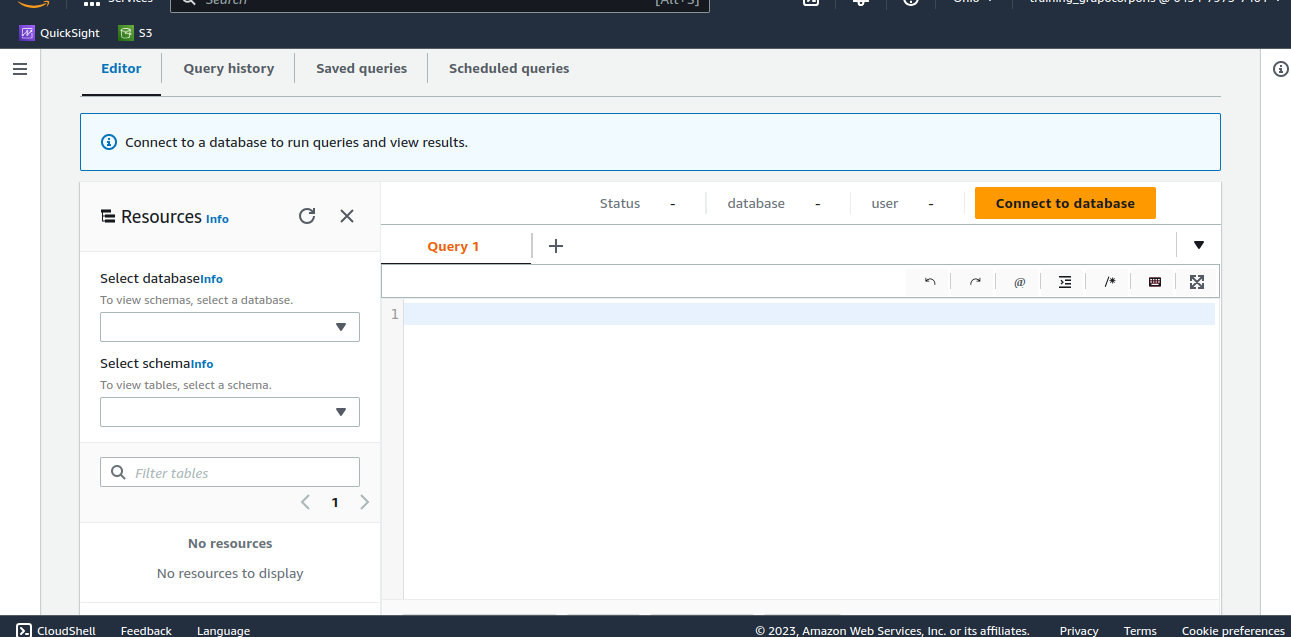 Services
Search
[Alt+S]
Ohio
QuickSight
S3
Editor
Query history
Saved queries
Scheduled queries
Connect to a database to run queries and view results.
Resources Info
Status -
database -
user -
Connect to database
Query 1
Select databaseInfo
To view schemas, select a database.
@
/*
1
Select schemaInfo
To view tables, select a schema.
Filter tables
1
No resources
No resources to display
CloudShell
Feedback
Language
© 2023, Amazon Web Services, Inc. or its affiliates.
Privacy
Terms
Cookie preferences